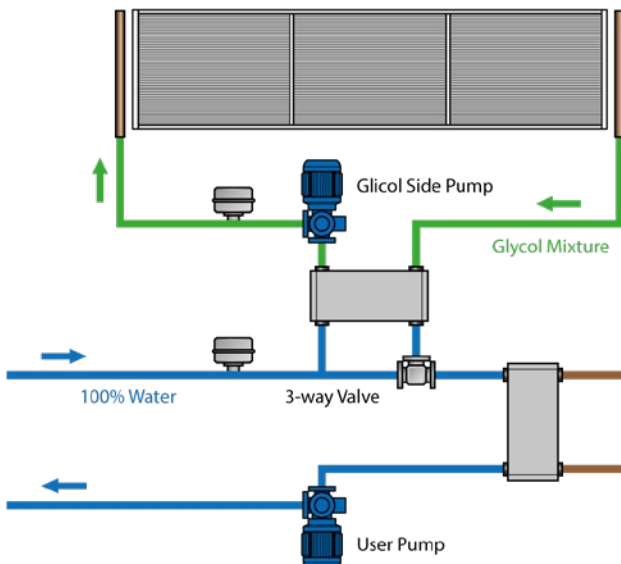 Glicol Side Pump
Glycol Mixture
100% Water
3-way Valve
User Pump